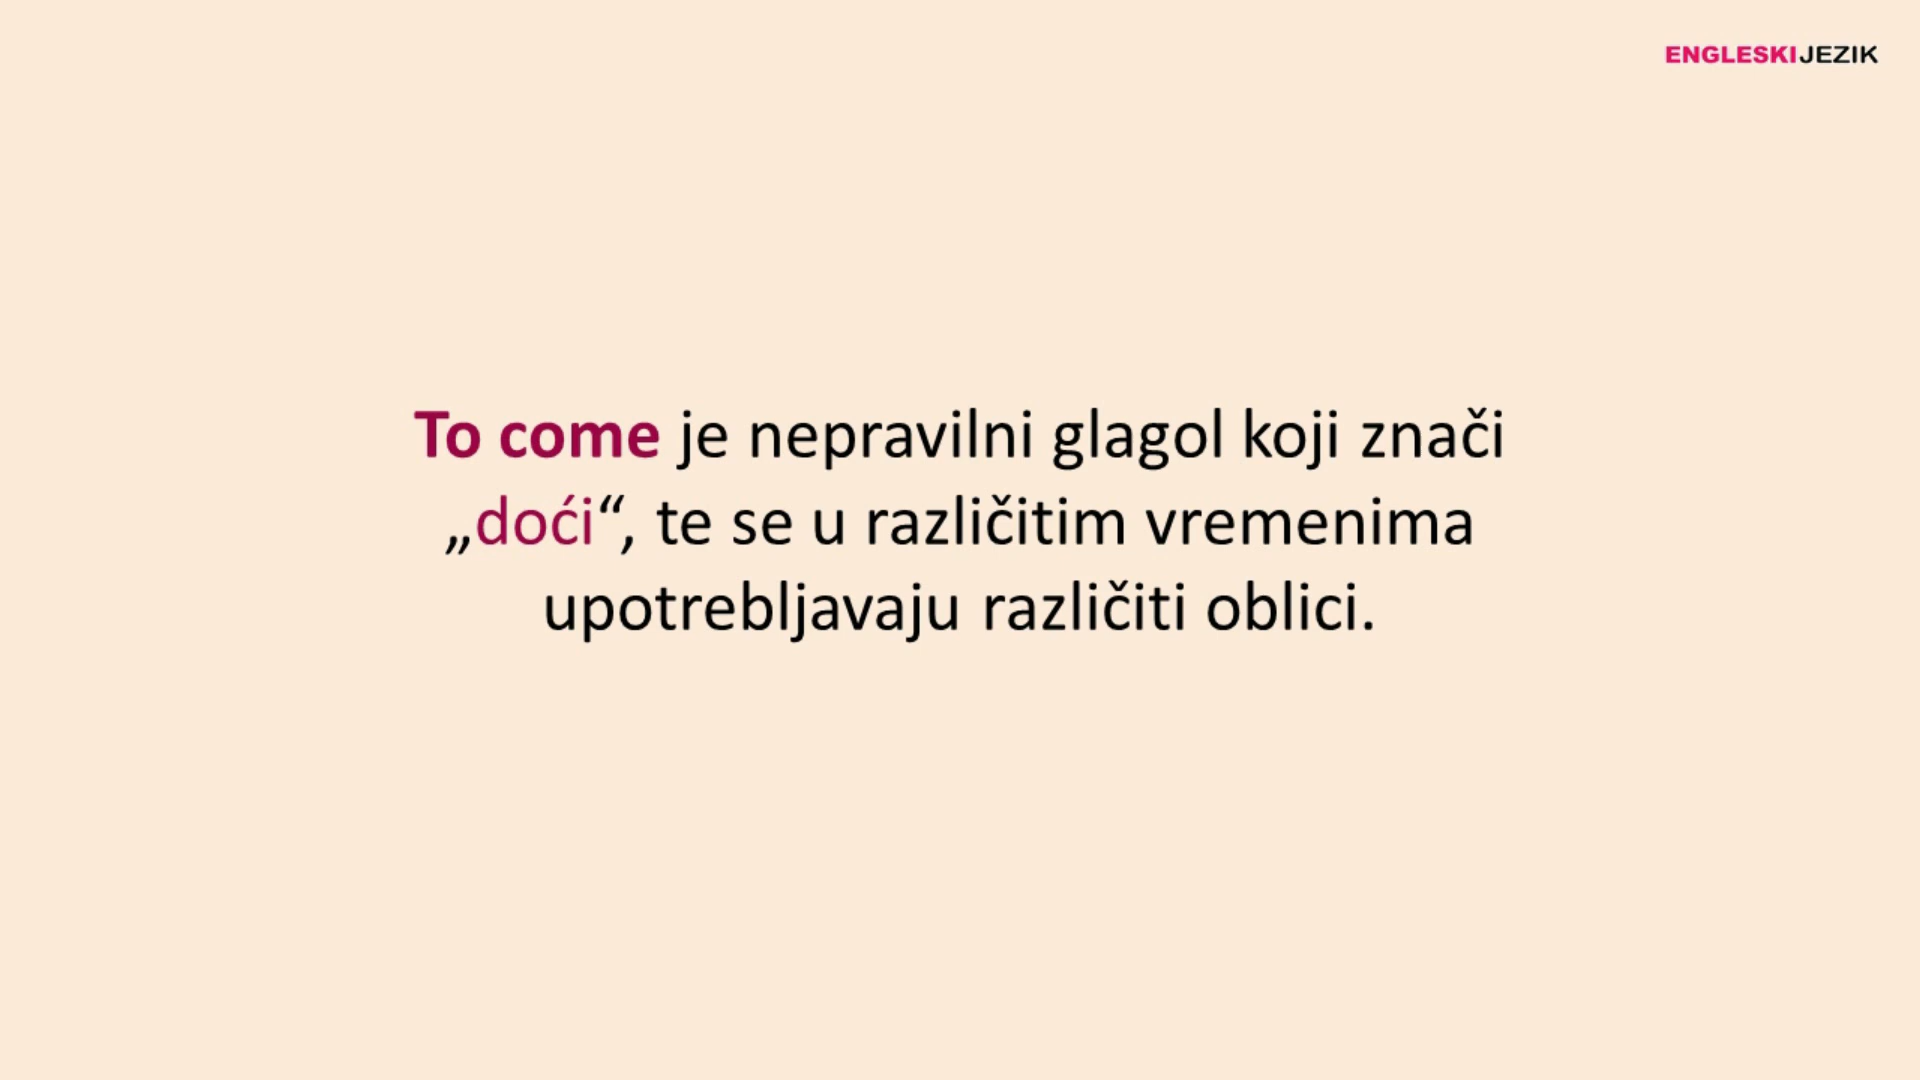 ENGLESKIJEZIK
To come je nepravilni glagol koji znači
„doći“, te se u različitim vremenima
upotrebljavaju različiti oblici.